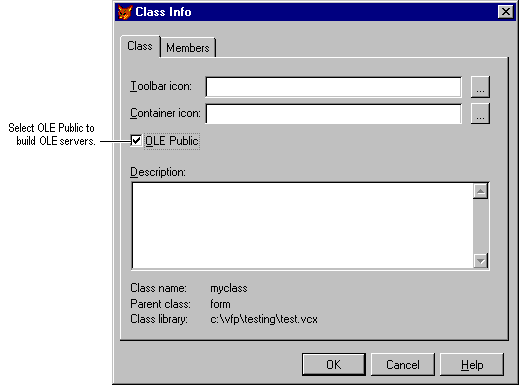 Class Info
Class
Members
Toolbar icon:
...
Container icon:
...
Select OLE Public to
build OLE servers.
OLE Public
Description:
Class name: myclass
Parent class: form
Class library: c:\vfp\testing\test.vcx
OK
Cancel
Help